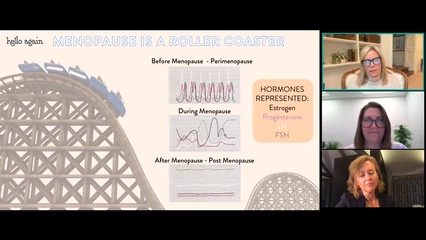 hello again
MENOPAUSE IS A ROLLER COASTER
Before Menopause - Perimenopause
During Menopause
After Menopause - Post Menopause
HORMONES
REPRESENTED:
Estrogen
Progesterone
FSH